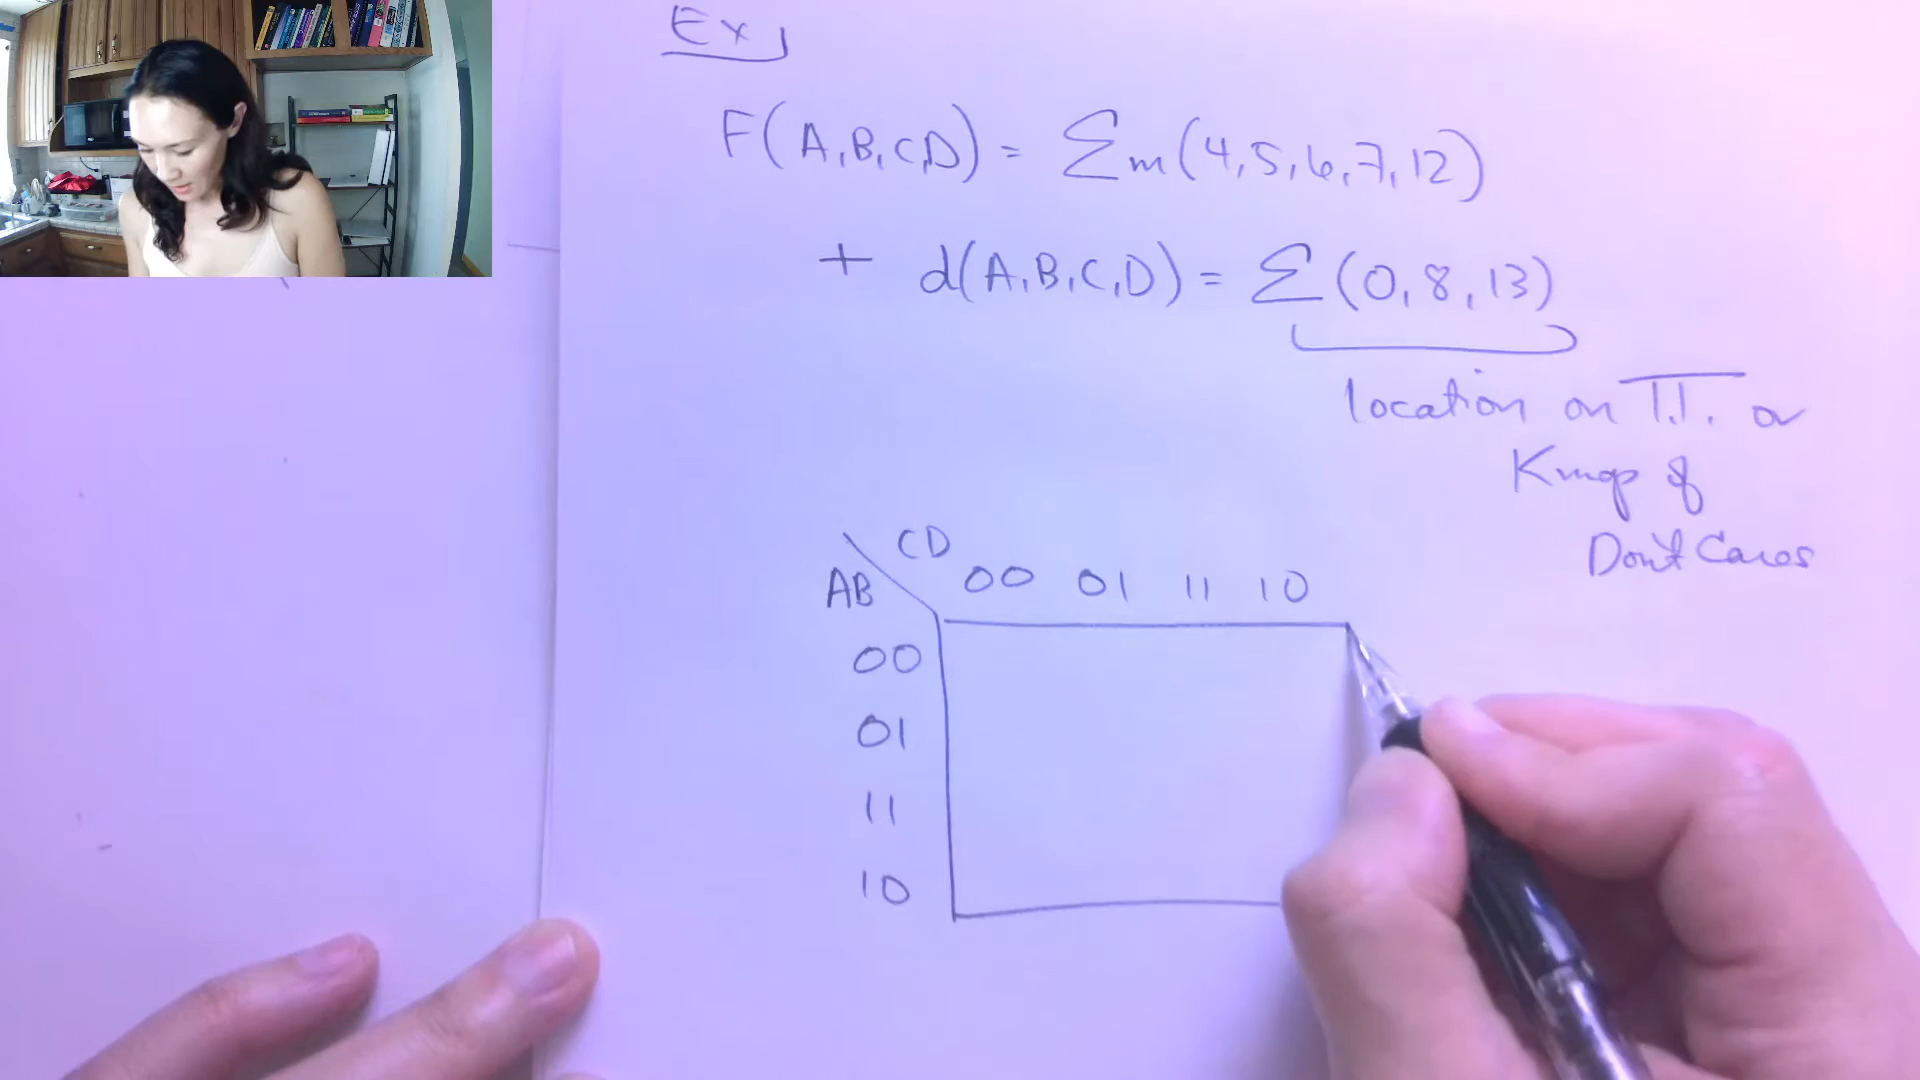 Ex
F(A,B,C,D) = Σm(4,5,6,7,12)
+ d(A,B,C,D) = Σ(0,8,13)
location on T.T. or
Kmap of
Don't Cares
CD
AB 00 01 11 10
00
01
11
10